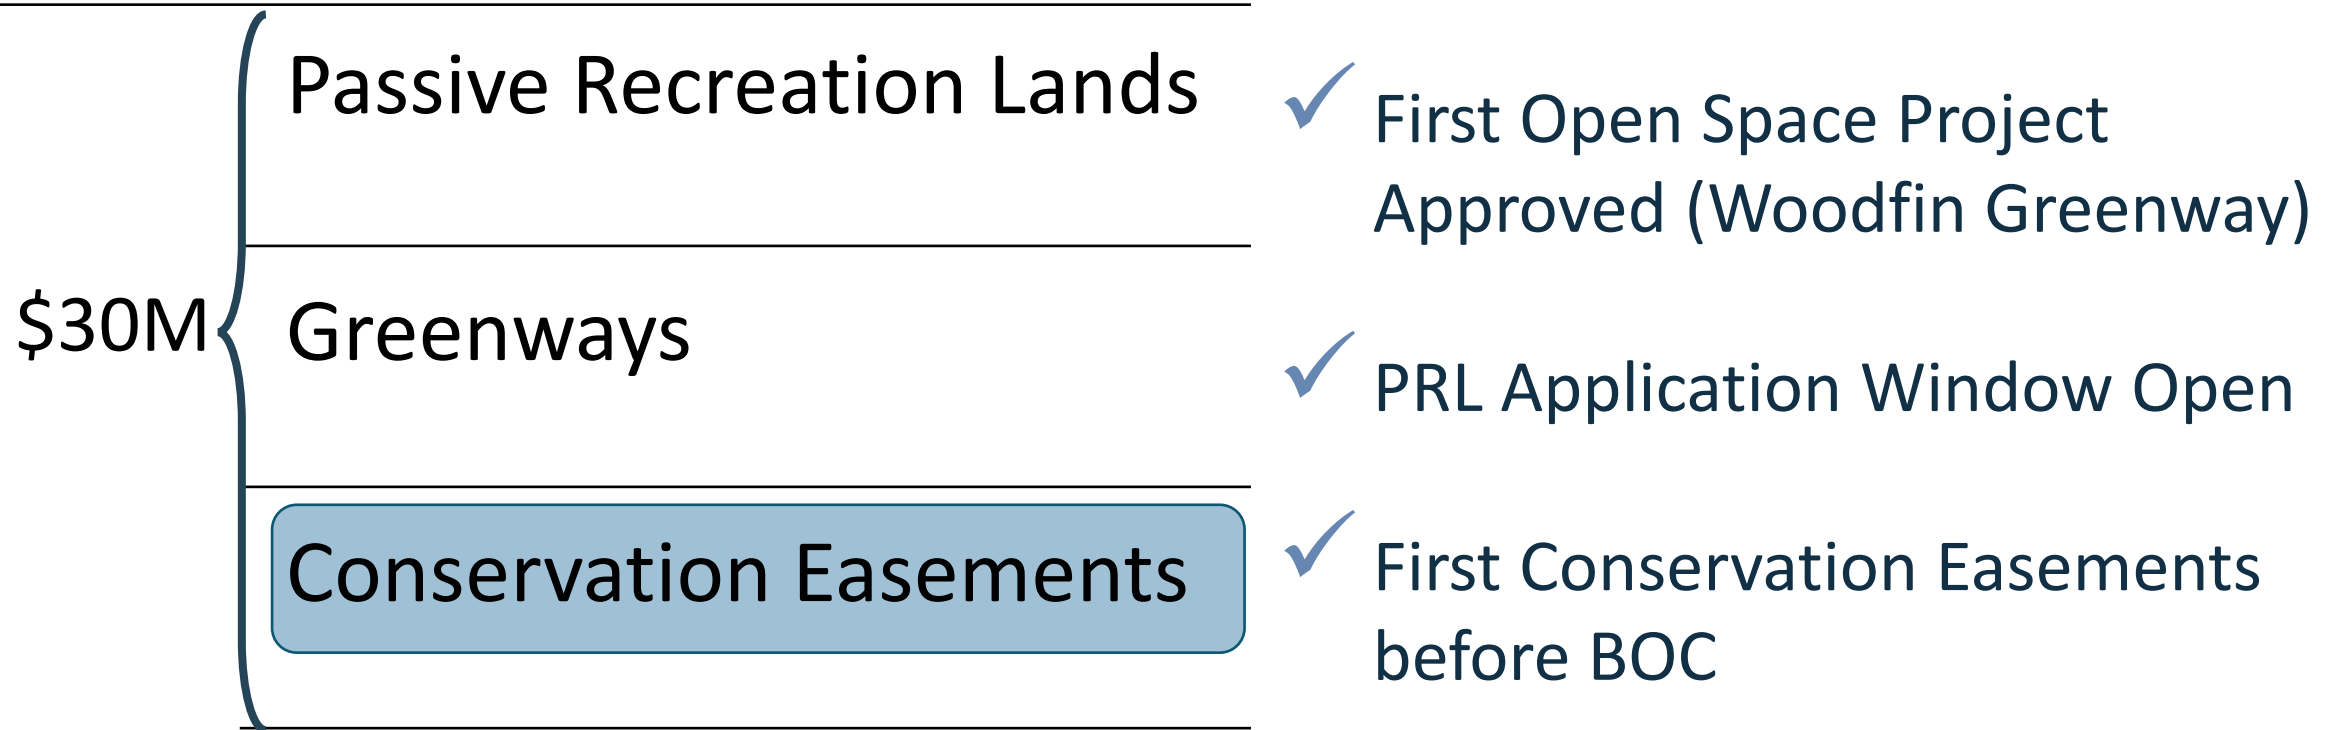 $30M
Passive Recreation Lands
Greenways
Conservation Easements
First Open Space Project
Approved (Woodfin Greenway)
PRL Application Window Open
First Conservation Easements
before BOC